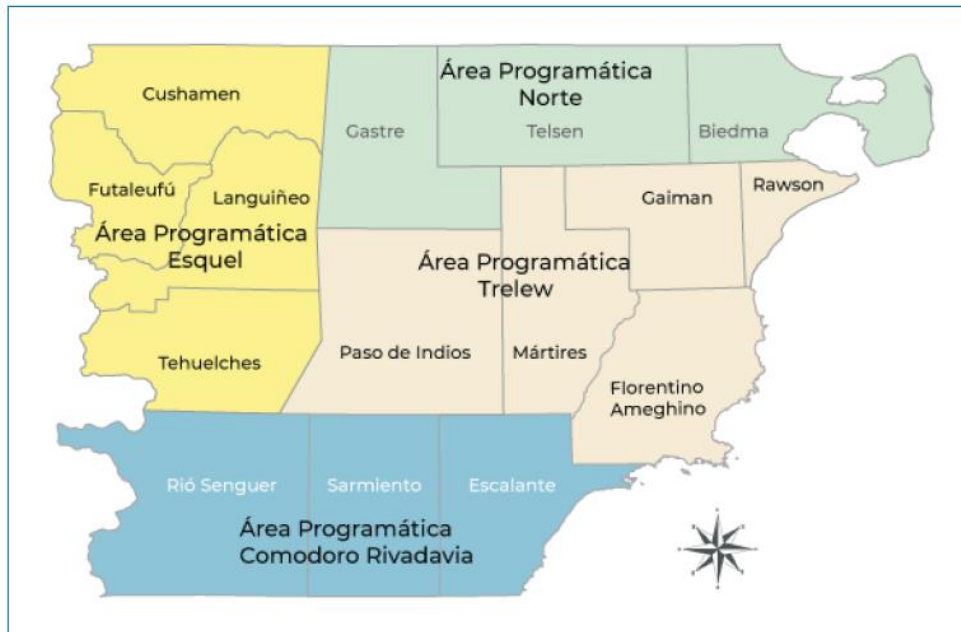 Área Programática
Norte
Cushamen
Gastre
Telsen
Biedma
Futaleufú
Languiñeo
Gaiman
Rawson
Área Programática
Esquel
Área Programática
Trelew
Tehuelches
Paso de Indios
Mártires
Florentino
Ameghino
Rió Senguer
Sarmiento
Escalante
Área Programática
Comodoro Rivadavia